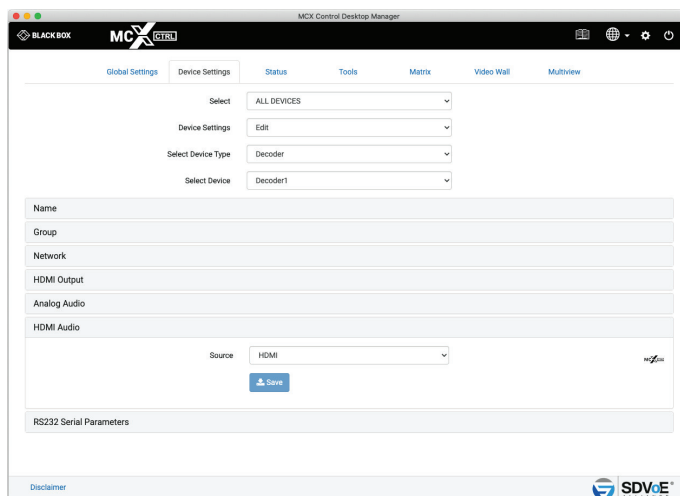 MCX Control Desktop Manager
BLACK BOX MCX CTRL
Global Settings Device Settings Status Tools Matrix Video Wall Multiview
Select ALL DEVICES
Device Settings Edit
Select Device Type Decoder
Select Device Decoder1
Name
Group
Network
HDMI Output
Analog Audio
HDMI Audio
Source HDMI
Save
RS232 Serial Parameters
Disclaimer SDVoE